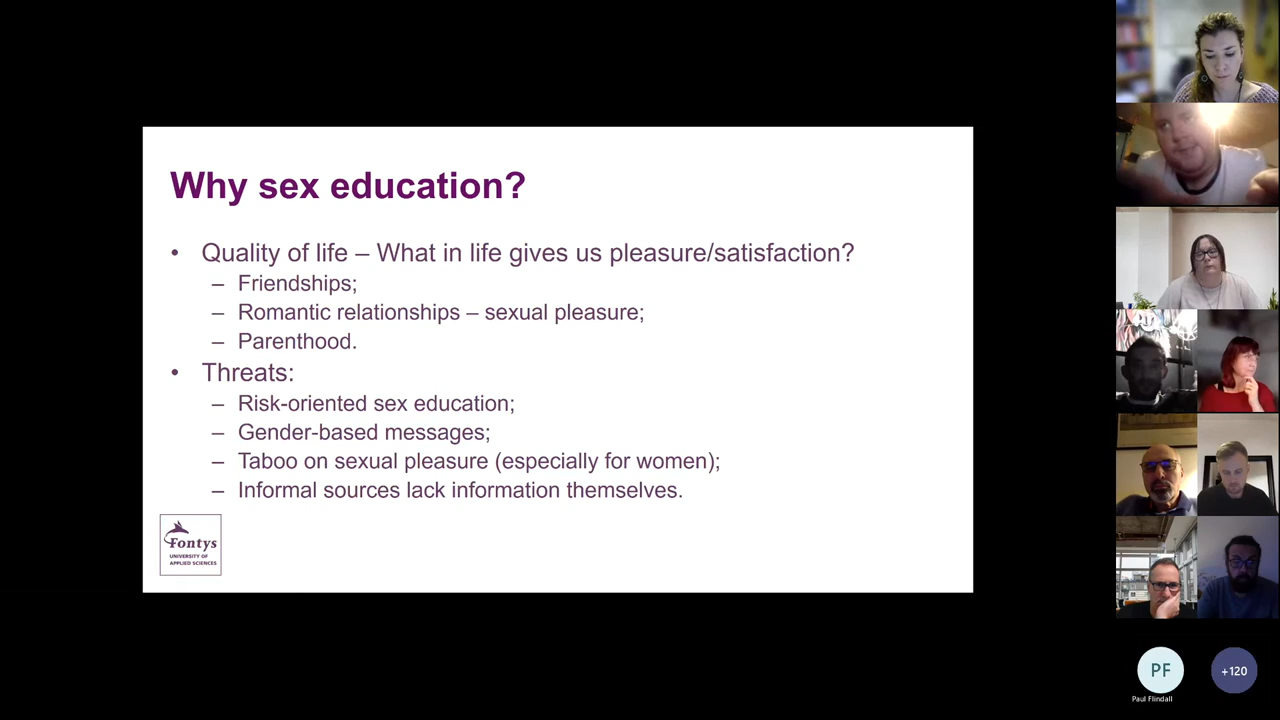 Why sex education?
• Quality of life – What in life gives us pleasure/satisfaction?
– Friendships;
– Romantic relationships – sexual pleasure;
– Parenthood.
• Threats:
– Risk-oriented sex education;
– Gender-based messages;
– Taboo on sexual pleasure (especially for women);
– Informal sources lack information themselves.
Fontys
UNIVERSITY OF
APPLIED SCIENCES
PF
+120
Paul Flindall